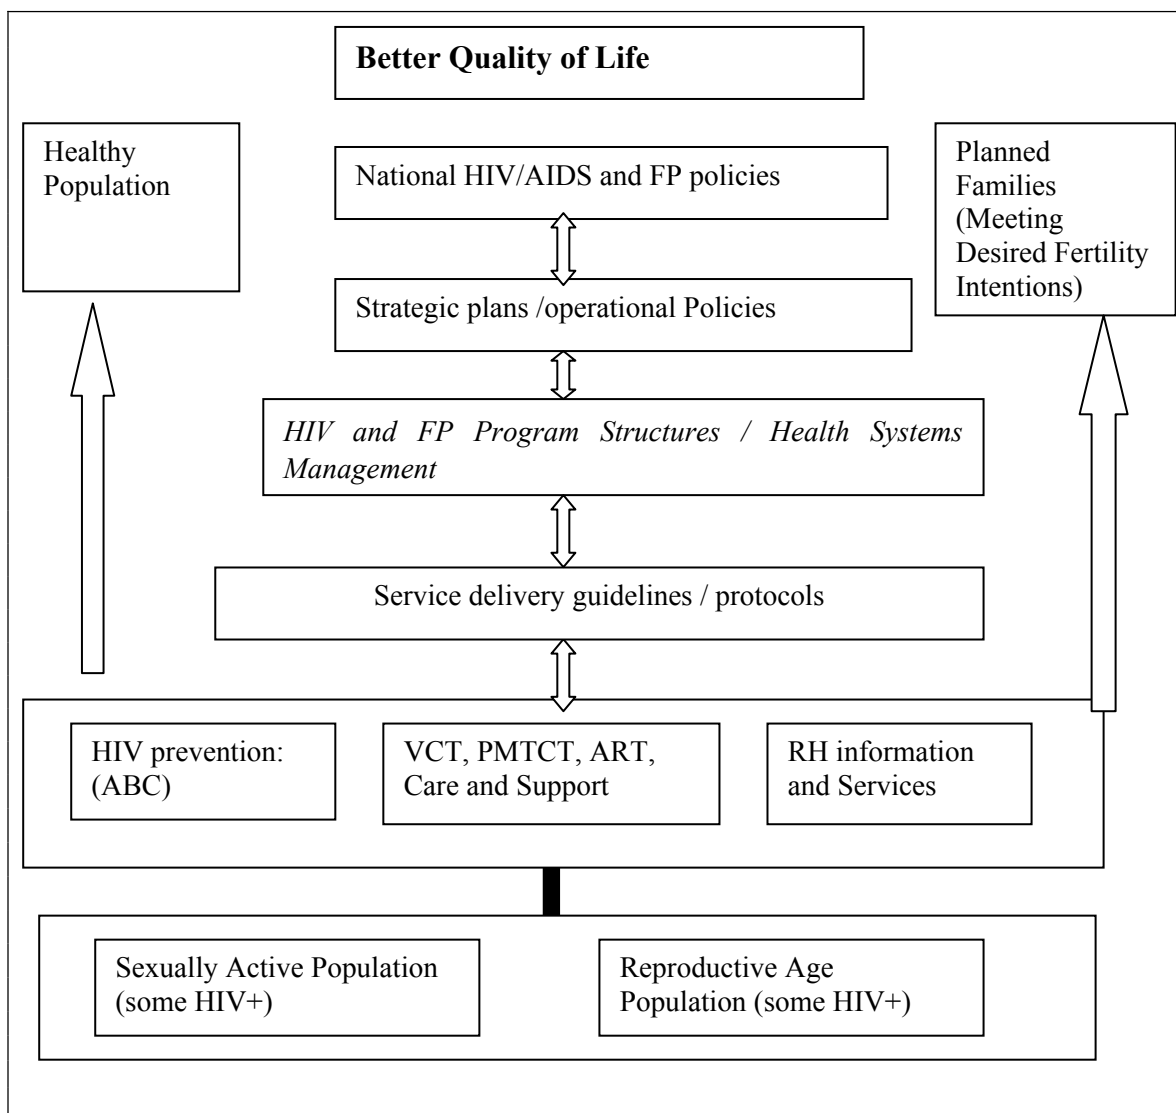 Better Quality of Life
Healthy
Population
National HIV/AIDS and FP policies
Planned
Families
(Meeting
Desired Fertility
Intentions)
Strategic plans /operational Policies
HIV and FP Program Structures / Health Systems
Management
Service delivery guidelines / protocols
HIV prevention:
(ABC)
VCT, PMTCT, ART,
Care and Support
RH information
and Services
Sexually Active Population
(some HIV+)
Reproductive Age
Population (some HIV+)